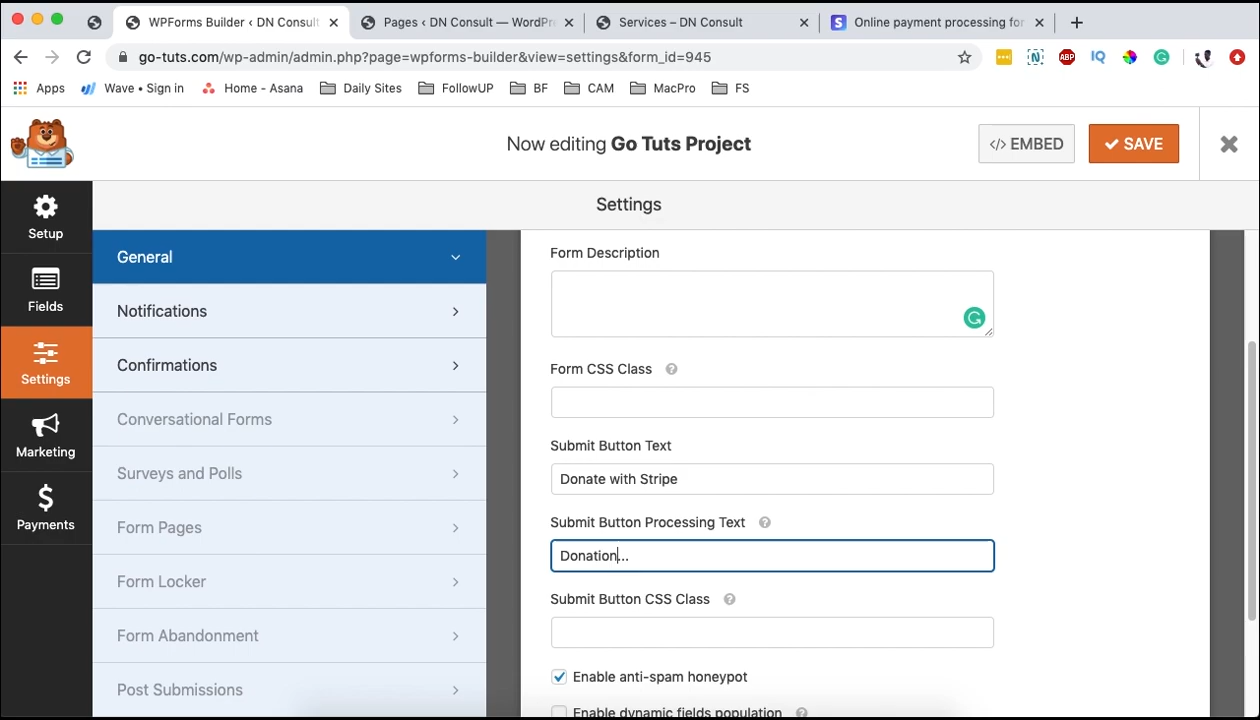 WPForms Builder ‹ DN Consult
Pages ‹ DN Consult — WordPr
Services – DN Consult
Online payment processing for
go-tuts.com/wp-admin/admin.php?page=wpforms-builder&view=settings&form_id=945
Apps
Wave • Sign in
Home - Asana
Daily Sites
FollowUP
BF
CAM
MacPro
FS
Now editing Go Tuts Project
</> EMBED
SAVE
Setup
Fields
Settings
Marketing
Payments
Settings
General
Notifications
Confirmations
Conversational Forms
Surveys and Polls
Form Pages
Form Locker
Form Abandonment
Post Submissions
Form Description
Form CSS Class
Submit Button Text
Donate with Stripe
Submit Button Processing Text
Donation...
Submit Button CSS Class
Enable anti-spam honeypot
Enable dynamic fields population